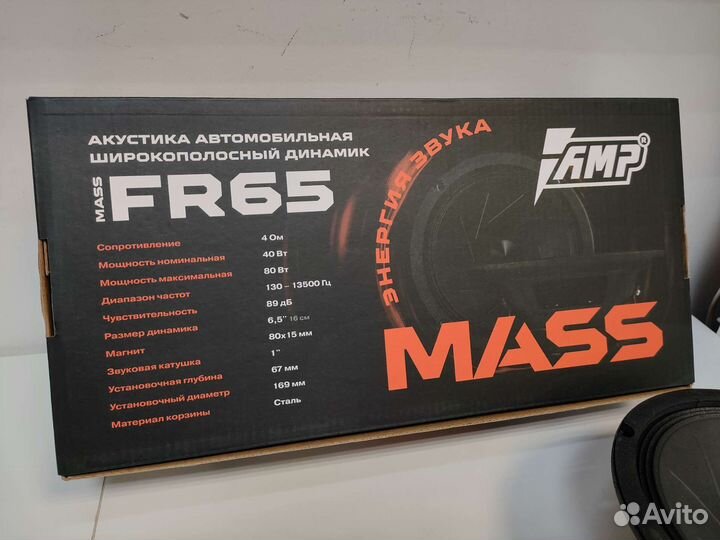 АКУСТИКА АВТОМОБИЛЬНАЯ
ШИРОКОПОЛОСНЫЙ ДИНАМИК
MASS FR65
Сопротивление 4 Ом
Мощность номинальная 40 Вт
Мощность максимальная 80 Вт
Диапазон частот 130 – 13500 Гц
Чувствительность 89 дБ
Размер динамика 6,5" 16 см
Магнит 80х15 мм
Звуковая катушка 1"
Установочная глубина 67 мм
Установочный диаметр 169 мм
Материал корзины Сталь
ЭНЕРГИЯ ЗВУКА
AMP®
MASS
Avito